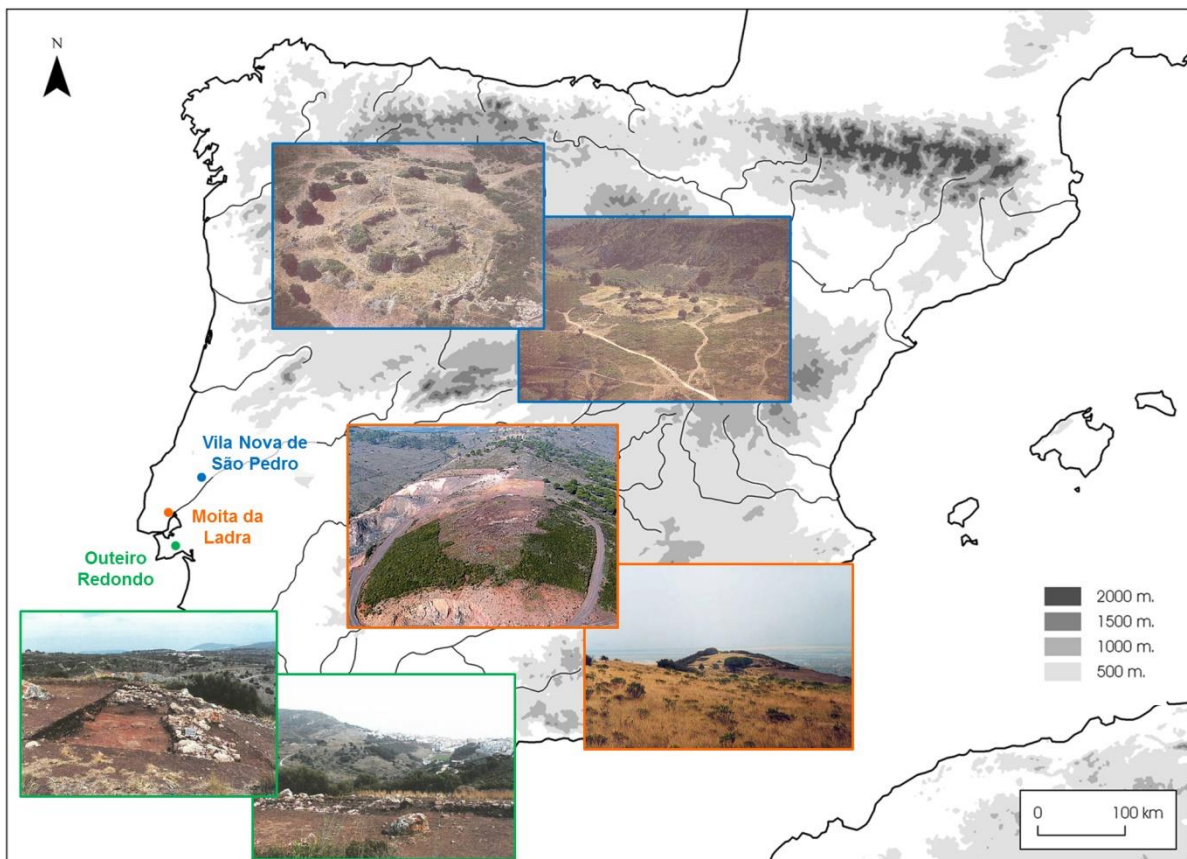 N
Vila Nova de
São Pedro
Moita da
Ladra
Outeiro
Redondo
2000 m.
1500 m.
1000 m.
500 m.
0 100 km